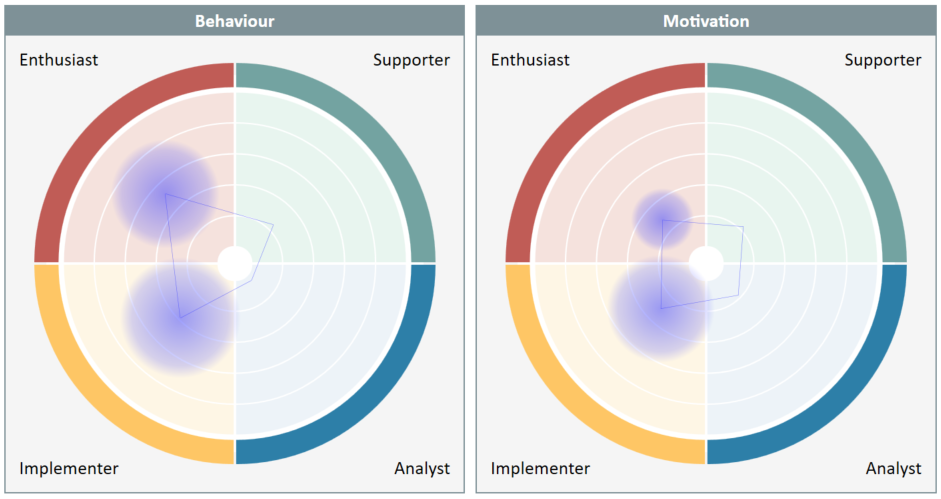 Behaviour
Enthusiast
Supporter
Implementer
Analyst
Motivation
Enthusiast
Supporter
Implementer
Analyst